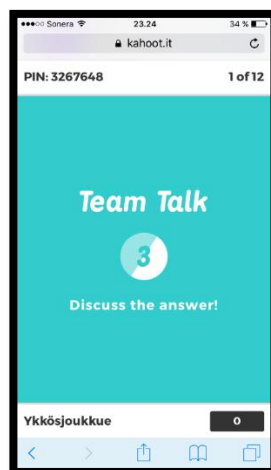 Sonera 23.24 34 %
kahoot.it
PIN: 3267648 1 of 12
Team Talk
3
Discuss the answer!
Ykkösjoukkue 0